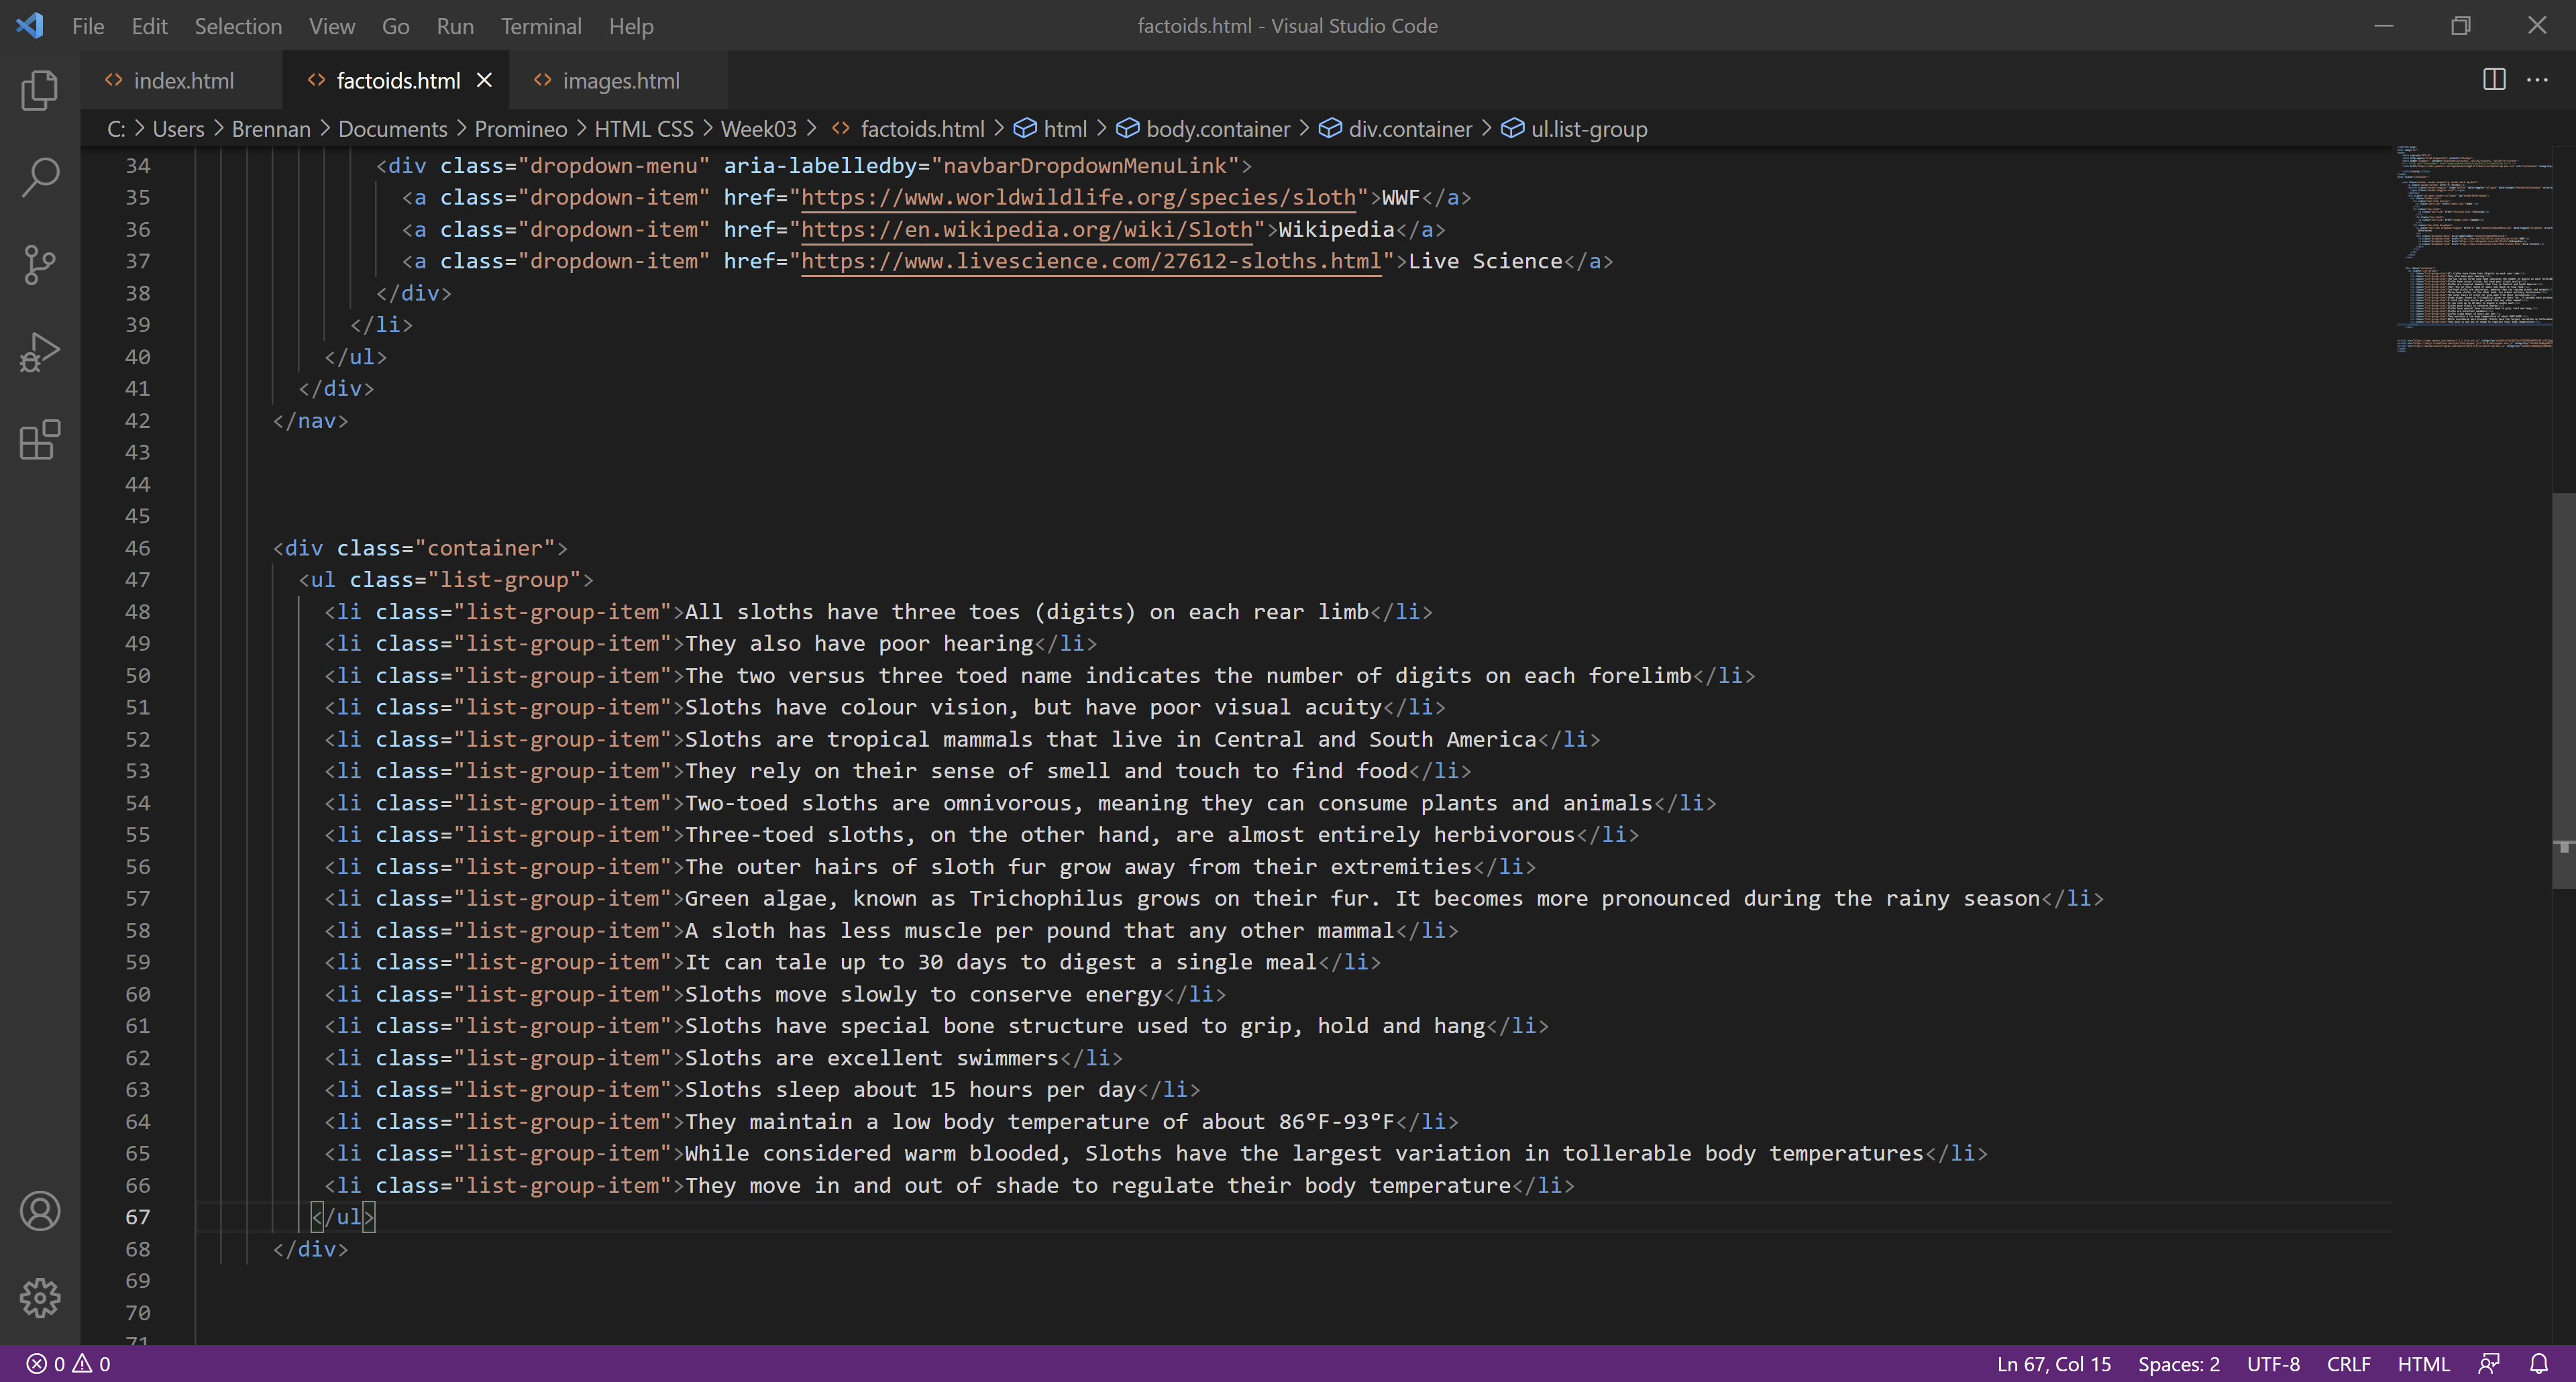 File Edit Selection View Go Run Terminal Help factoids.html - Visual Studio Code
index.html factoids.html images.html
C: > Users > Brennan > Documents > Promineo > HTML CSS > Week03 > factoids.html > html > body.container > div.container > ul.list-group
34 <div class="dropdown-menu" aria-labelledby="navbarDropdownMenuLink">
35 <a class="dropdown-item" href="https://www.worldwildlife.org/species/sloth">WWF</a>
36 <a class="dropdown-item" href="https://en.wikipedia.org/wiki/Sloth">Wikipedia</a>
37 <a class="dropdown-item" href="https://www.livescience.com/27612-sloths.html">Live Science</a>
38 </div>
39 </li>
40 </ul>
41 </div>
42 </nav>
43
44
45
46 <div class="container">
47 <ul class="list-group">
48 <li class="list-group-item">All sloths have three toes (digits) on each rear limb</li>
49 <li class="list-group-item">They also have poor hearing</li>
50 <li class="list-group-item">The two versus three toed name indicates the number of digits on each forelimb</li>
51 <li class="list-group-item">Sloths have colour vision, but have poor visual acuity</li>
52 <li class="list-group-item">Sloths are tropical mammals that live in Central and South America</li>
53 <li class="list-group-item">They rely on their sense of smell and touch to find food</li>
54 <li class="list-group-item">Two-toed sloths are omnivorous, meaning they can consume plants and animals</li>
55 <li class="list-group-item">Three-toed sloths, on the other hand, are almost entirely herbivorous</li>
56 <li class="list-group-item">The outer hairs of sloth fur grow away from their extremities</li>
57 <li class="list-group-item">Green algae, known as Trichophilus grows on their fur. It becomes more pronounced during the rainy season</li>
58 <li class="list-group-item">A sloth has less muscle per pound that any other mammal</li>
59 <li class="list-group-item">It can tale up to 30 days to digest a single meal</li>
60 <li class="list-group-item">Sloths move slowly to conserve energy</li>
61 <li class="list-group-item">Sloths have special bone structure used to grip, hold and hang</li>
62 <li class="list-group-item">Sloths are excellent swimmers</li>
63 <li class="list-group-item">Sloths sleep about 15 hours per day</li>
64 <li class="list-group-item">They maintain a low body temperature of about 86°F-93°F</li>
65 <li class="list-group-item">While considered warm blooded, Sloths have the largest variation in tollerable body temperatures</li>
66 <li class="list-group-item">They move in and out of shade to regulate their body temperature</li>
67 </ul>
68 </div>
69
70
71
0 0 Ln 67, Col 15 Spaces: 2 UTF-8 CRLF HTML